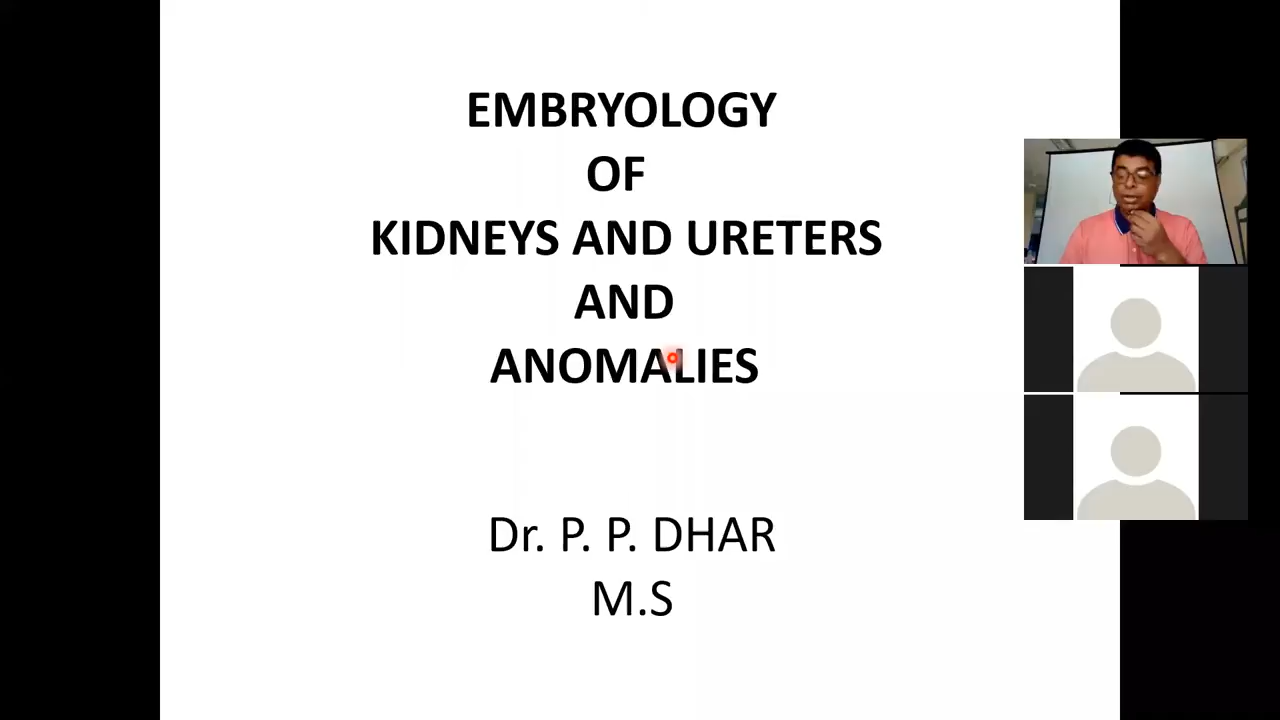 EMBRYOLOGY
OF
KIDNEYS AND URETERS
AND
ANOMALIES
Dr. P. P. DHAR
M.S